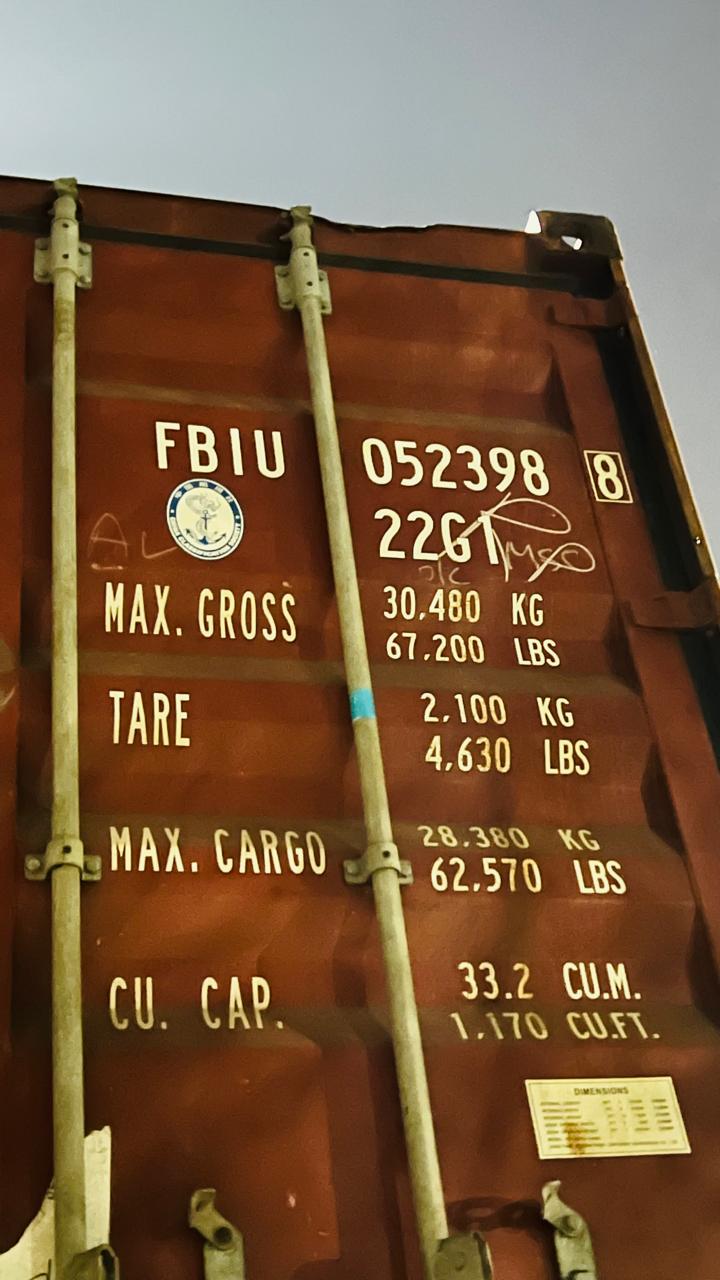 FBIU 052398 8
22G1
MAX. GROSS 30,480 KG
67,200 LBS
TARE 2,100 KG
4,630 LBS
MAX. CARGO 28,380 KG
62,570 LBS
CU. CAP. 33.2 CU.M.
1,170 CU.FT.
DIMENSIONS